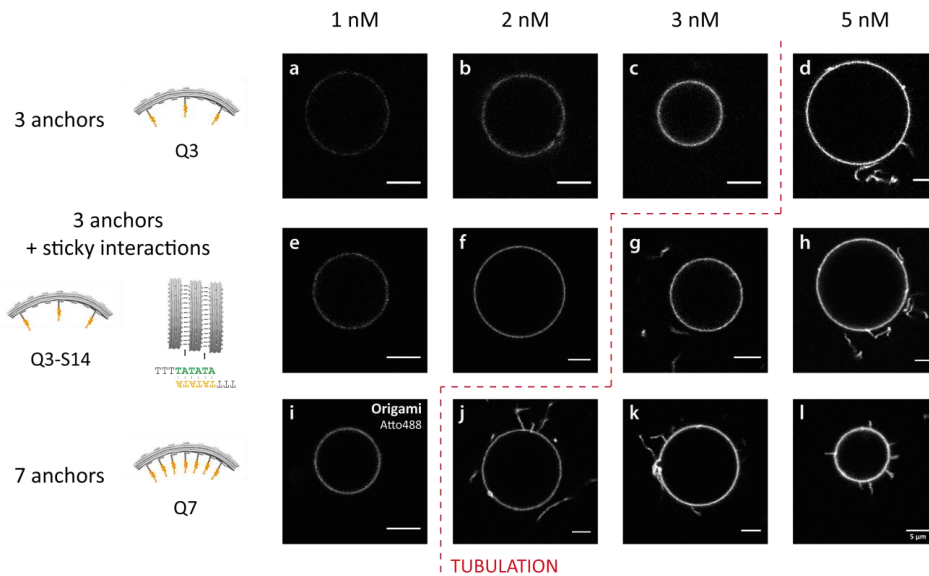 1 nM 2 nM 3 nM 5 nM
a b c d
3 anchors
Q3
3 anchors
+ sticky interactions
e f g h
Q3-S14
TTTTATATA
ATATATTTT
i Origami j k l
Atto488
7 anchors
Q7
5 µm
TUBULATION